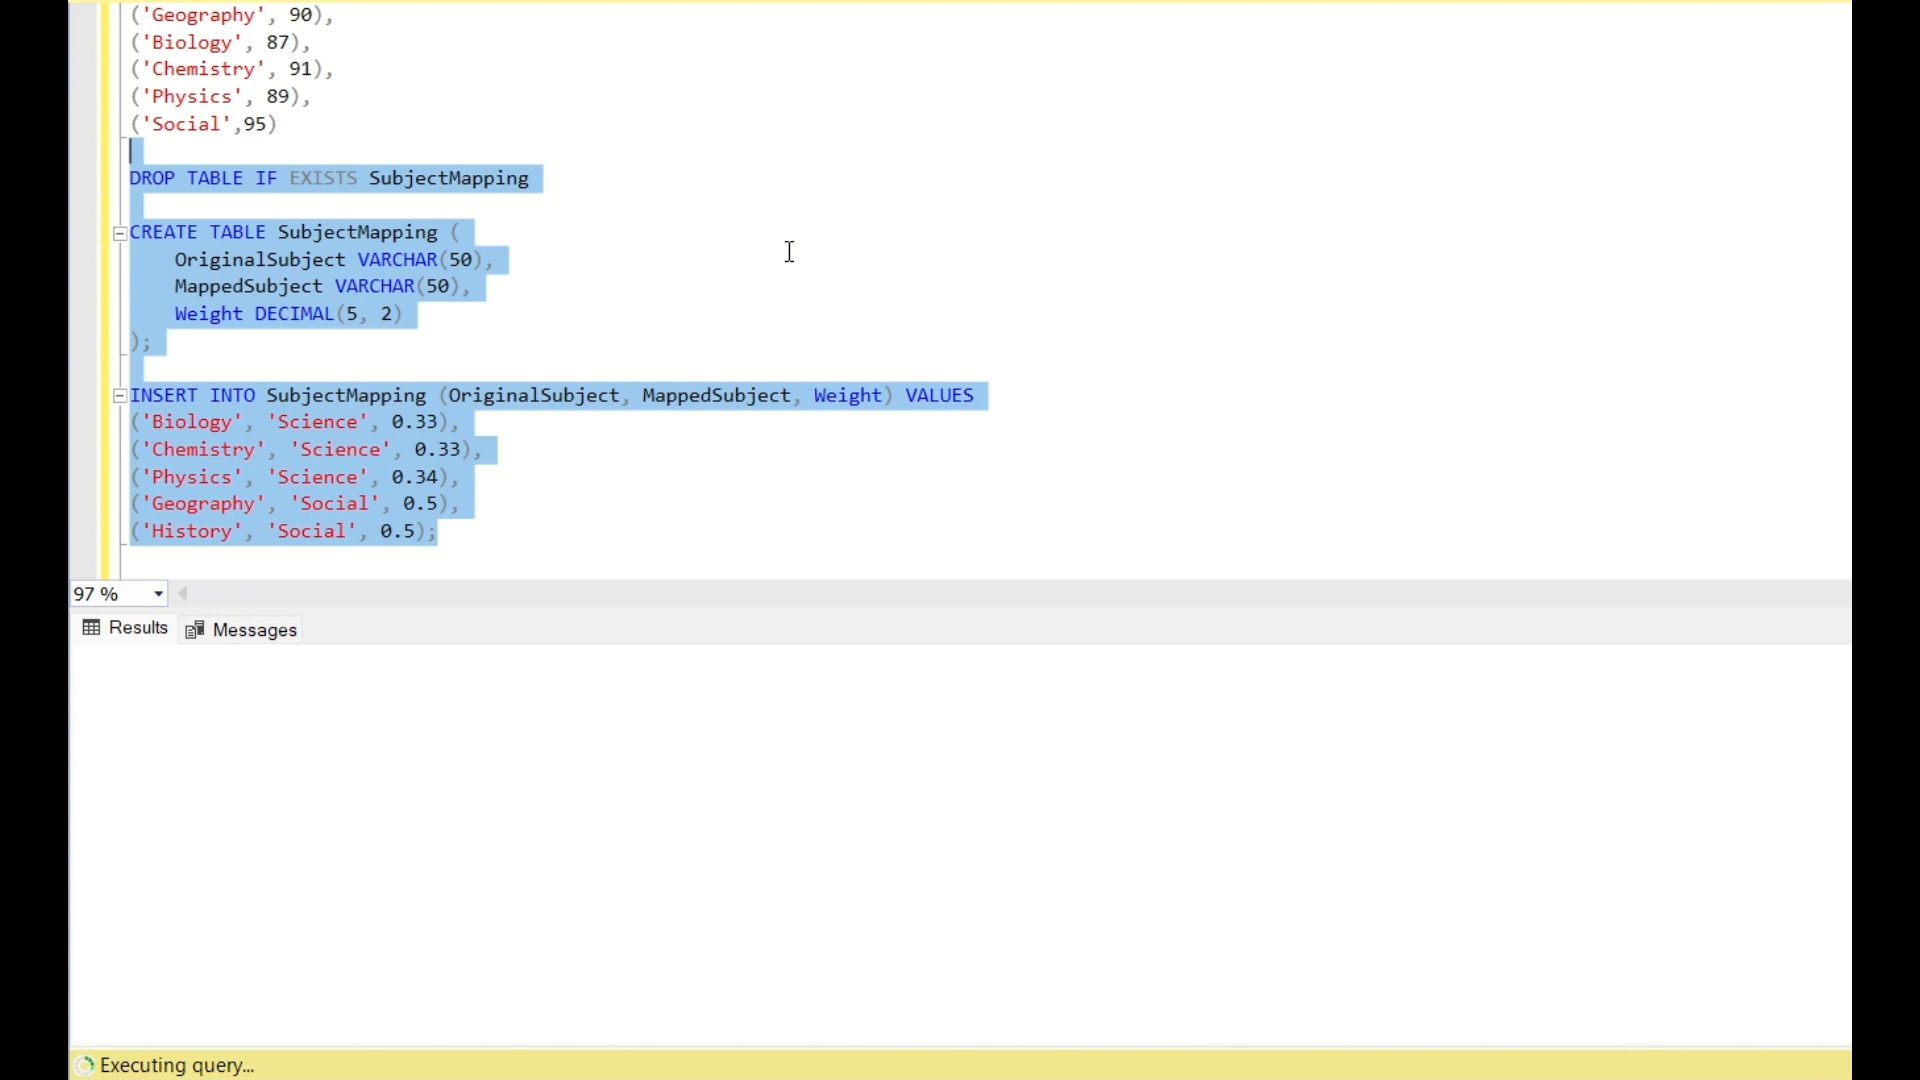 ('Geography', 90),
('Biology', 87),
('Chemistry', 91),
('Physics', 89),
('Social',95)
DROP TABLE IF EXISTS SubjectMapping
CREATE TABLE SubjectMapping (
OriginalSubject VARCHAR(50),
MappedSubject VARCHAR(50),
Weight DECIMAL(5, 2)
);
INSERT INTO SubjectMapping (OriginalSubject, MappedSubject, Weight) VALUES
('Biology', 'Science', 0.33),
('Chemistry', 'Science', 0.33),
('Physics', 'Science', 0.34),
('Geography', 'Social', 0.5),
('History', 'Social', 0.5);
97 %
Results Messages
Executing query...